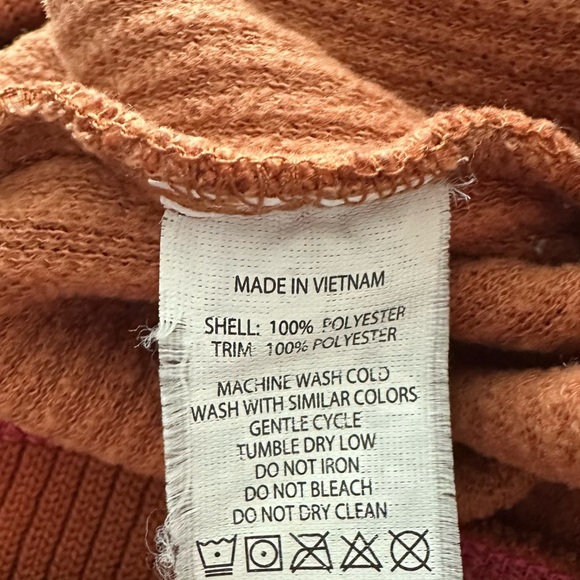 MADE IN VIETNAM
SHELL: 100% POLYESTER
TRIM: 100% POLYESTER
MACHINE WASH COLD
WASH WITH SIMILAR COLORS
GENTLE CYCLE
TUMBLE DRY LOW
DO NOT IRON
DO NOT BLEACH
DO NOT DRY CLEAN